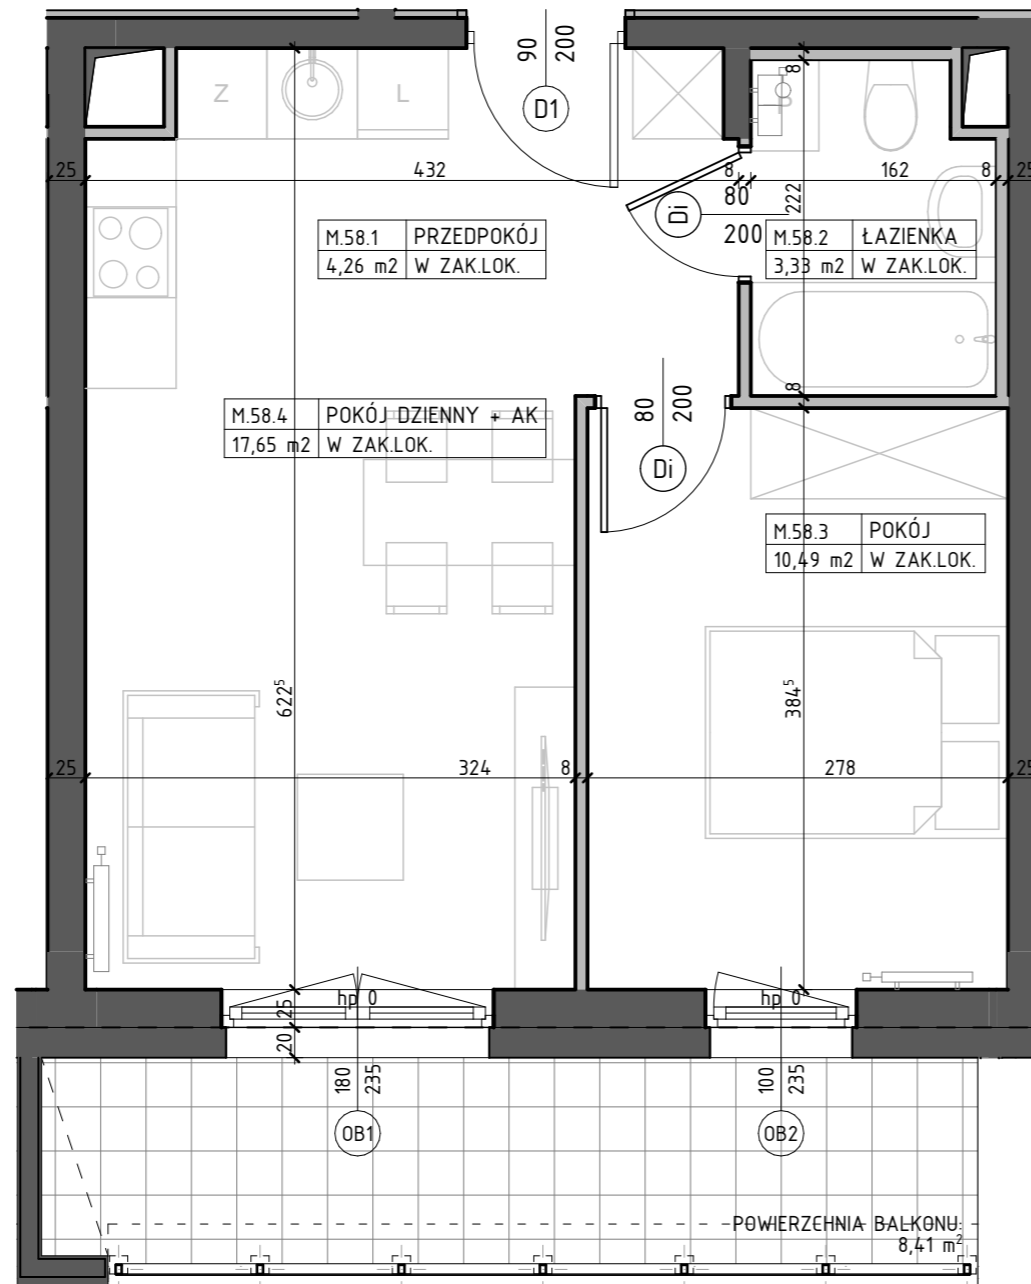 90
200
D1
Z
L
8
25
432
8
162
8
25
80
200
Di
222
M.58.1 PRZEDPOKÓJ
4,26 m2 W ZAK.LOK.
M.58.2 ŁAZIENKA
3,33 m2 W ZAK.LOK.
8
80
200
Di
M.58.4 POKÓJ DZIENNY + AK
17,65 m2 W ZAK.LOK.
M.58.3 POKÓJ
10,49 m2 W ZAK.LOK.
622⁵
384⁵
25
324
8
278
25
hp 0
hp 0
25
20
180
235
100
235
OB1
OB2
POWIERZCHNIA BALKONU:
8,41 m²